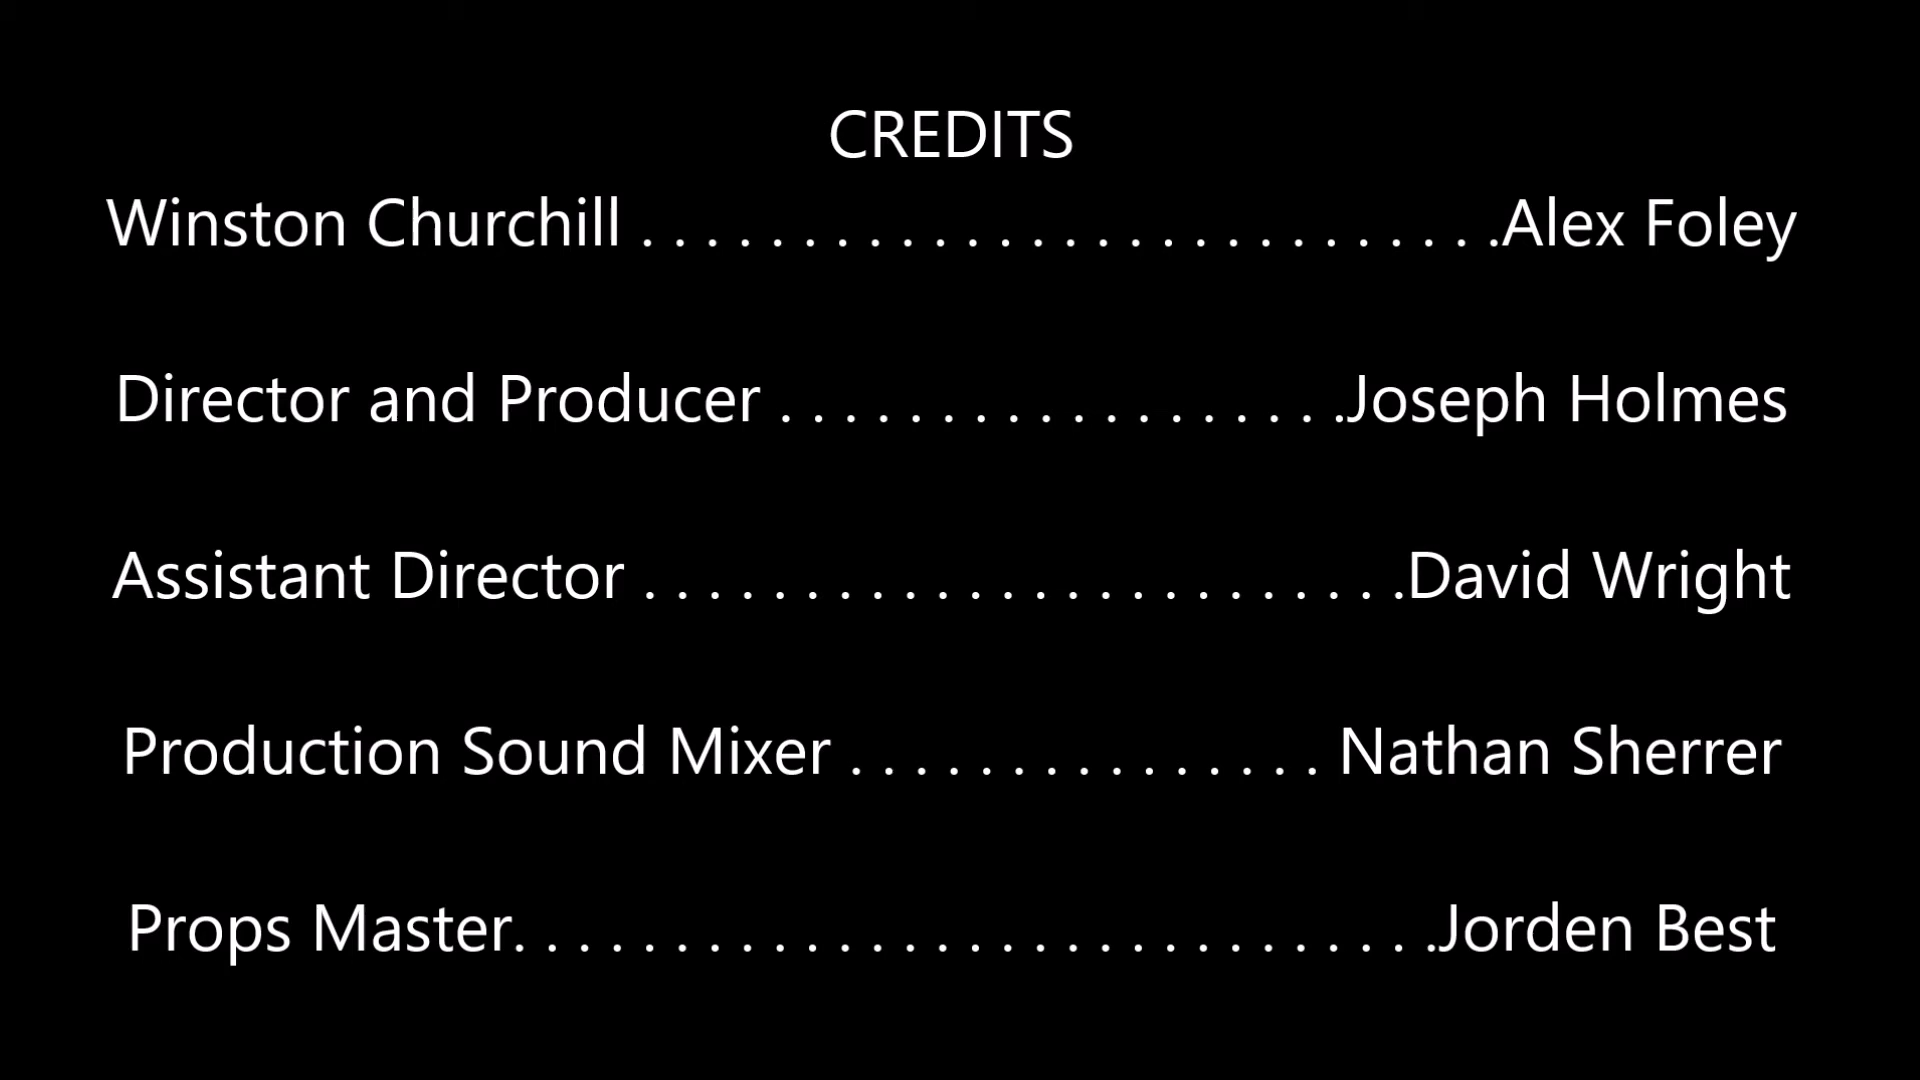 CREDITS
Winston Churchill . . . . . . . . . . . . . . . . . . . . . . . . . . .Alex Foley
Director and Producer . . . . . . . . . . . . . . . . . .Joseph Holmes
Assistant Director . . . . . . . . . . . . . . . . . . . . . . . .David Wright
Production Sound Mixer . . . . . . . . . . . . . . . Nathan Sherrer
Props Master. . . . . . . . . . . . . . . . . . . . . . . . . . . . .Jorden Best